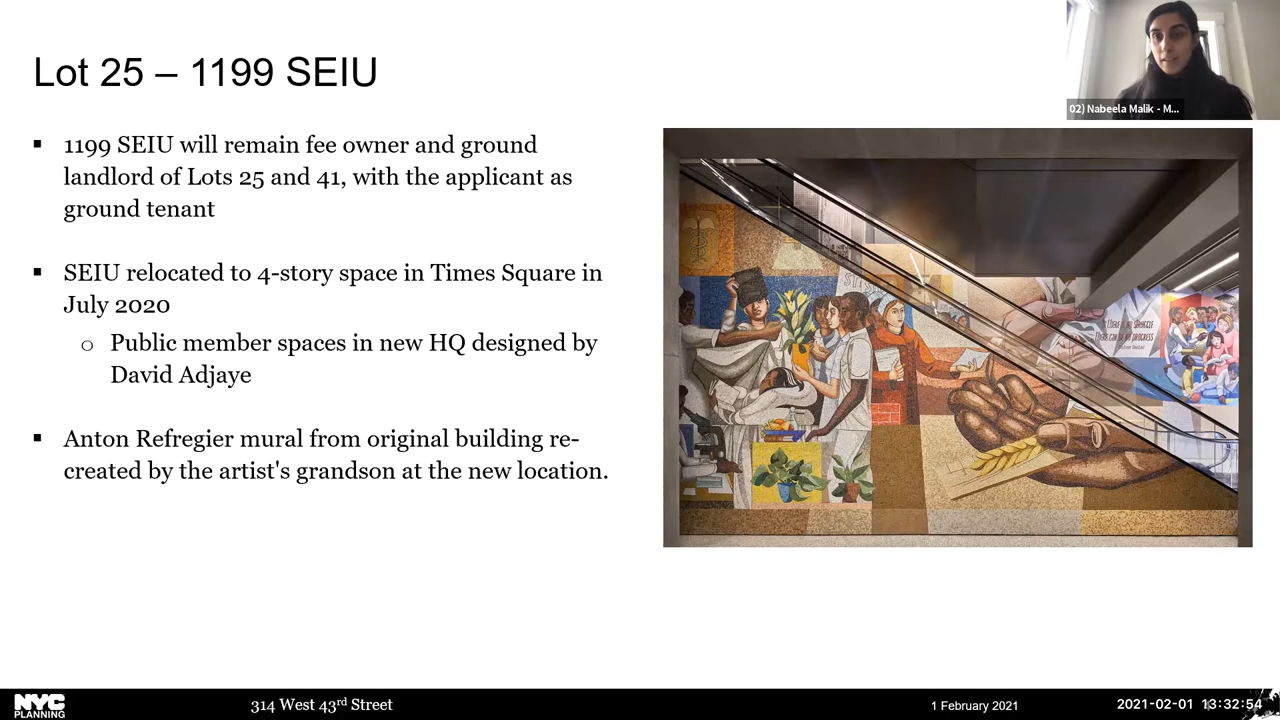 Lot 25 – 1199 SEIU
02) Nabeela Malik - M...
▪ 1199 SEIU will remain fee owner and ground
landlord of Lots 25 and 41, with the applicant as
ground tenant
▪ SEIU relocated to 4-story space in Times Square in
July 2020
o Public member spaces in new HQ designed by
David Adjaye
▪ Anton Refregier mural from original building re-
created by the artist's grandson at the new location.
NYC
PLANNING
314 West 43rd Street
1 February 2021
2021-02-01 13:32:54